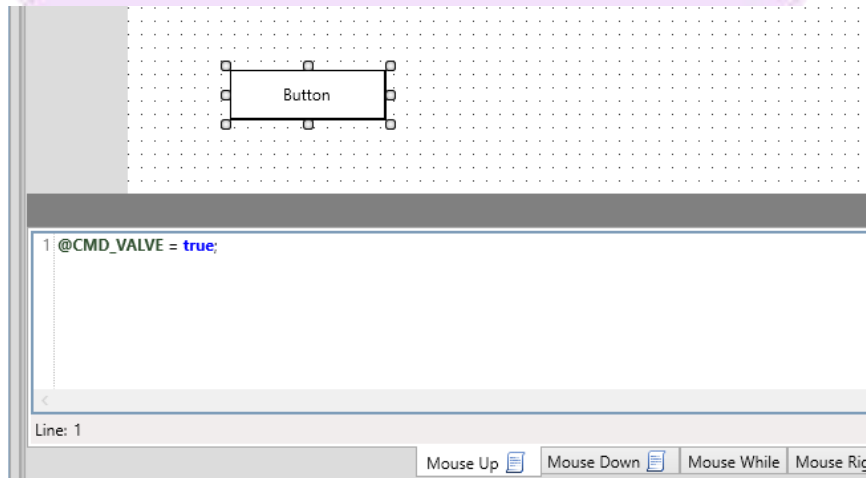 Button
1 @CMD_VALVE = true;
Line: 1
Mouse Up Mouse Down Mouse While Mouse Rig